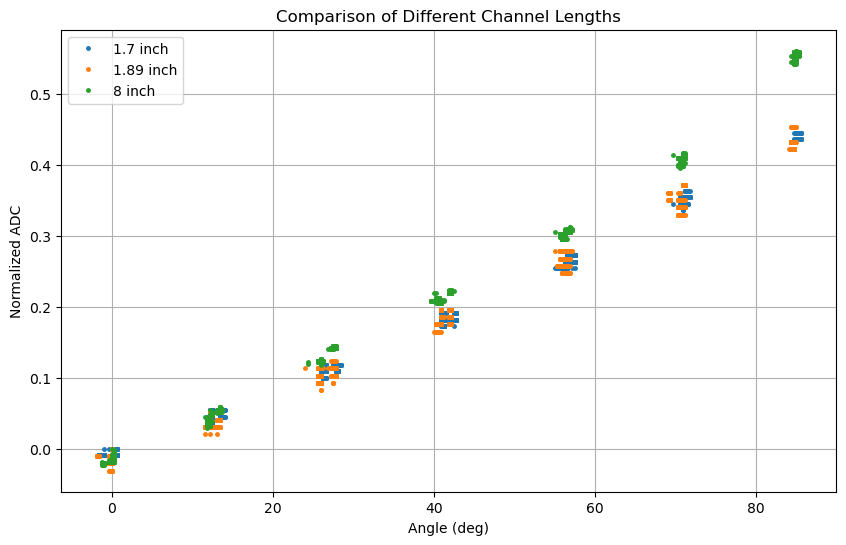 Comparison of Different Channel Lengths
1.7 inch
1.89 inch
8 inch
Normalized ADC
0.5
0.4
0.3
0.2
0.1
0.0
0
20
40
60
80
Angle (deg)